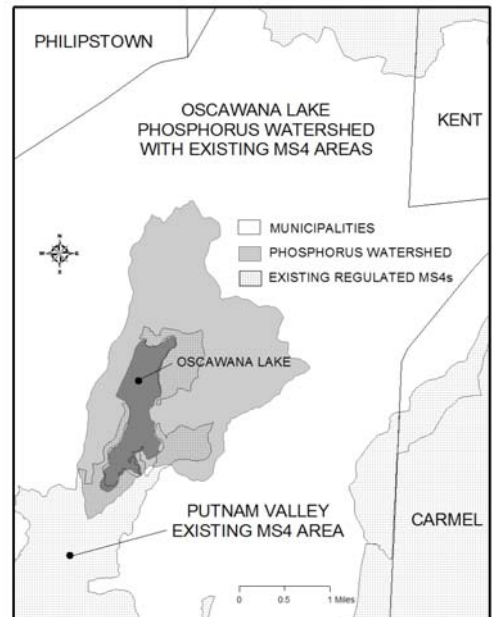 PHILIPSTOWN
OSCAWANA LAKE
PHOSPHORUS WATERSHED
WITH EXISTING MS4 AREAS
KENT
MUNICIPALITIES
PHOSPHORUS WATERSHED
EXISTING REGULATED MS4s
N
W E
S
OSCAWANA LAKE
PUTNAM VALLEY
EXISTING MS4 AREA
CARMEL
0 0.5 1 Miles